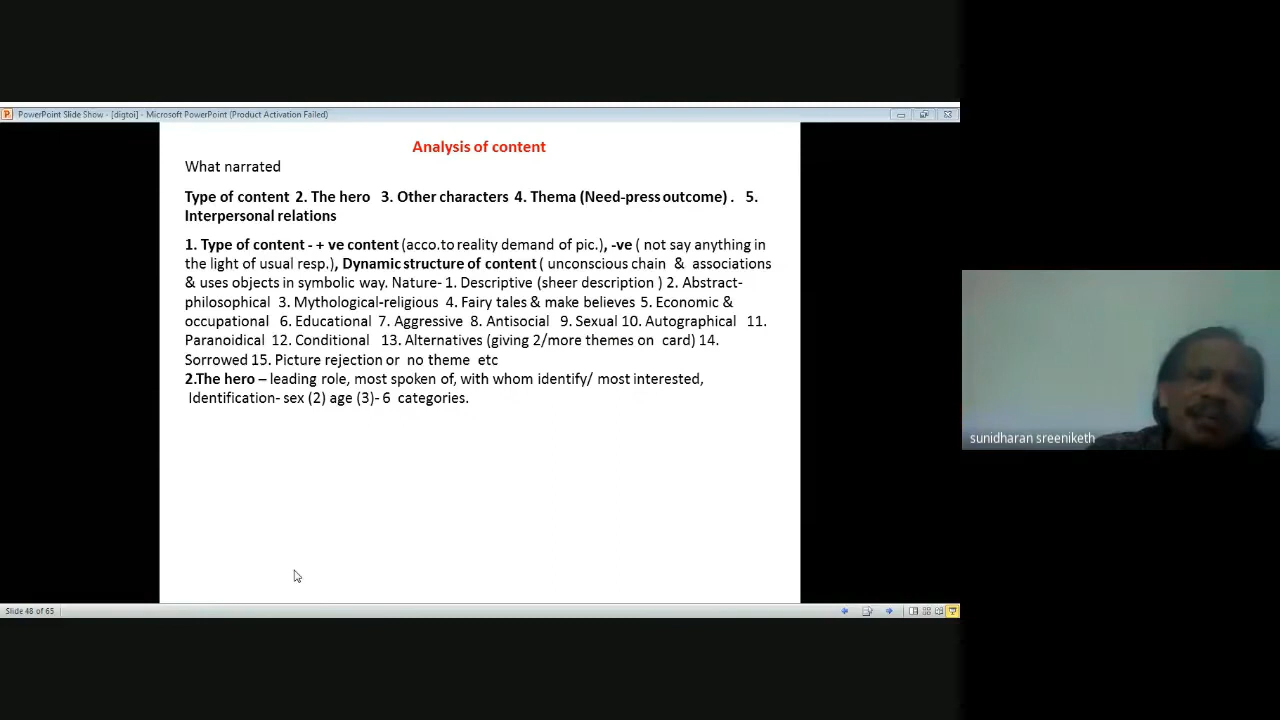 PowerPoint Slide Show - [digtoi] - Microsoft PowerPoint (Product Activation Failed)
Analysis of content
What narrated
Type of content 2. The hero 3. Other characters 4. Thema (Need-press outcome) . 5.
Interpersonal relations
1. Type of content - + ve content (acco.to reality demand of pic.), -ve ( not say anything in
the light of usual resp.), Dynamic structure of content ( unconscious chain & associations
& uses objects in symbolic way. Nature- 1. Descriptive (sheer description ) 2. Abstract-
philosophical 3. Mythological-religious 4. Fairy tales & make believes 5. Economic &
occupational 6. Educational 7. Aggressive 8. Antisocial 9. Sexual 10. Autographical 11.
Paranoidical 12. Conditional 13. Alternatives (giving 2/more themes on card) 14.
Sorrowed 15. Picture rejection or no theme etc
2.The hero – leading role, most spoken of, with whom identify/ most interested,
Identification- sex (2) age (3)- 6 categories.
sunidharan sreeniketh
Slide 48 of 65